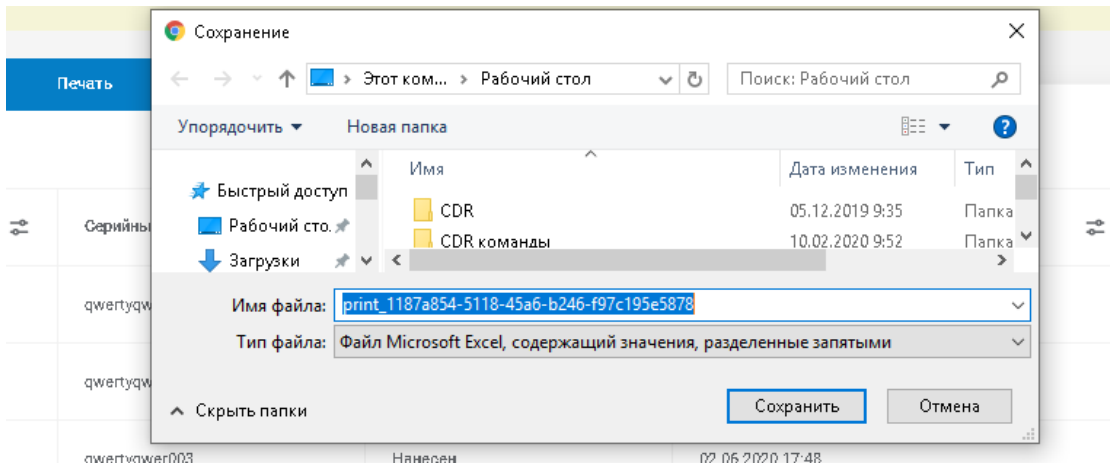 Сохранение
Печать
Этот ком... > Рабочий стол
Поиск: Рабочий стол
Упорядочить
Новая папка
Имя
Дата изменения
Тип
Быстрый доступ
CDR
05.12.2019 9:35
Папка
Серийны
Рабочий сто.
CDR команды
10.02.2020 9:52
Папка
Загрузки
qwertyqw
Имя файла: print_1187a854-5118-45a6-b246-f97c195e5878
Тип файла: Файл Microsoft Excel, содержащий значения, разделенные запятыми
qwertyqw
Скрыть папки
Сохранить
Отмена
qwertyqwer003
Нанесен
02.06.2020 17:48